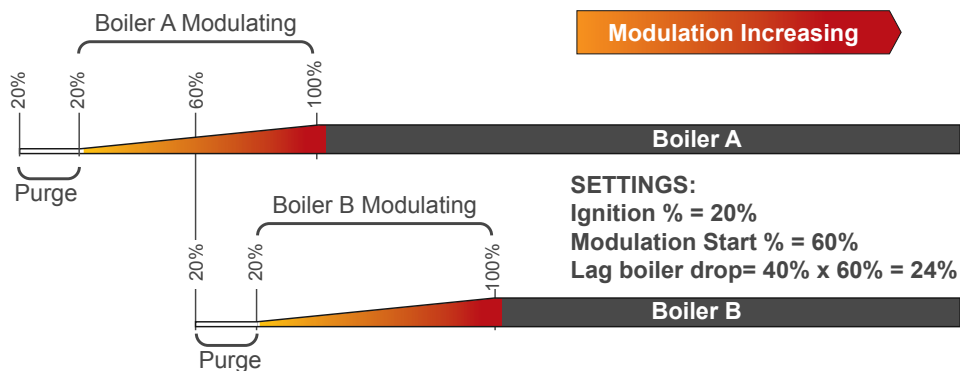 Boiler A Modulating
Modulation Increasing
20%
20%
60%
100%
Boiler A
Purge
SETTINGS:
Ignition % = 20%
Modulation Start % = 60%
Lag boiler drop= 40% x 60% = 24%
Boiler B Modulating
20%
20%
100%
Boiler B
Purge